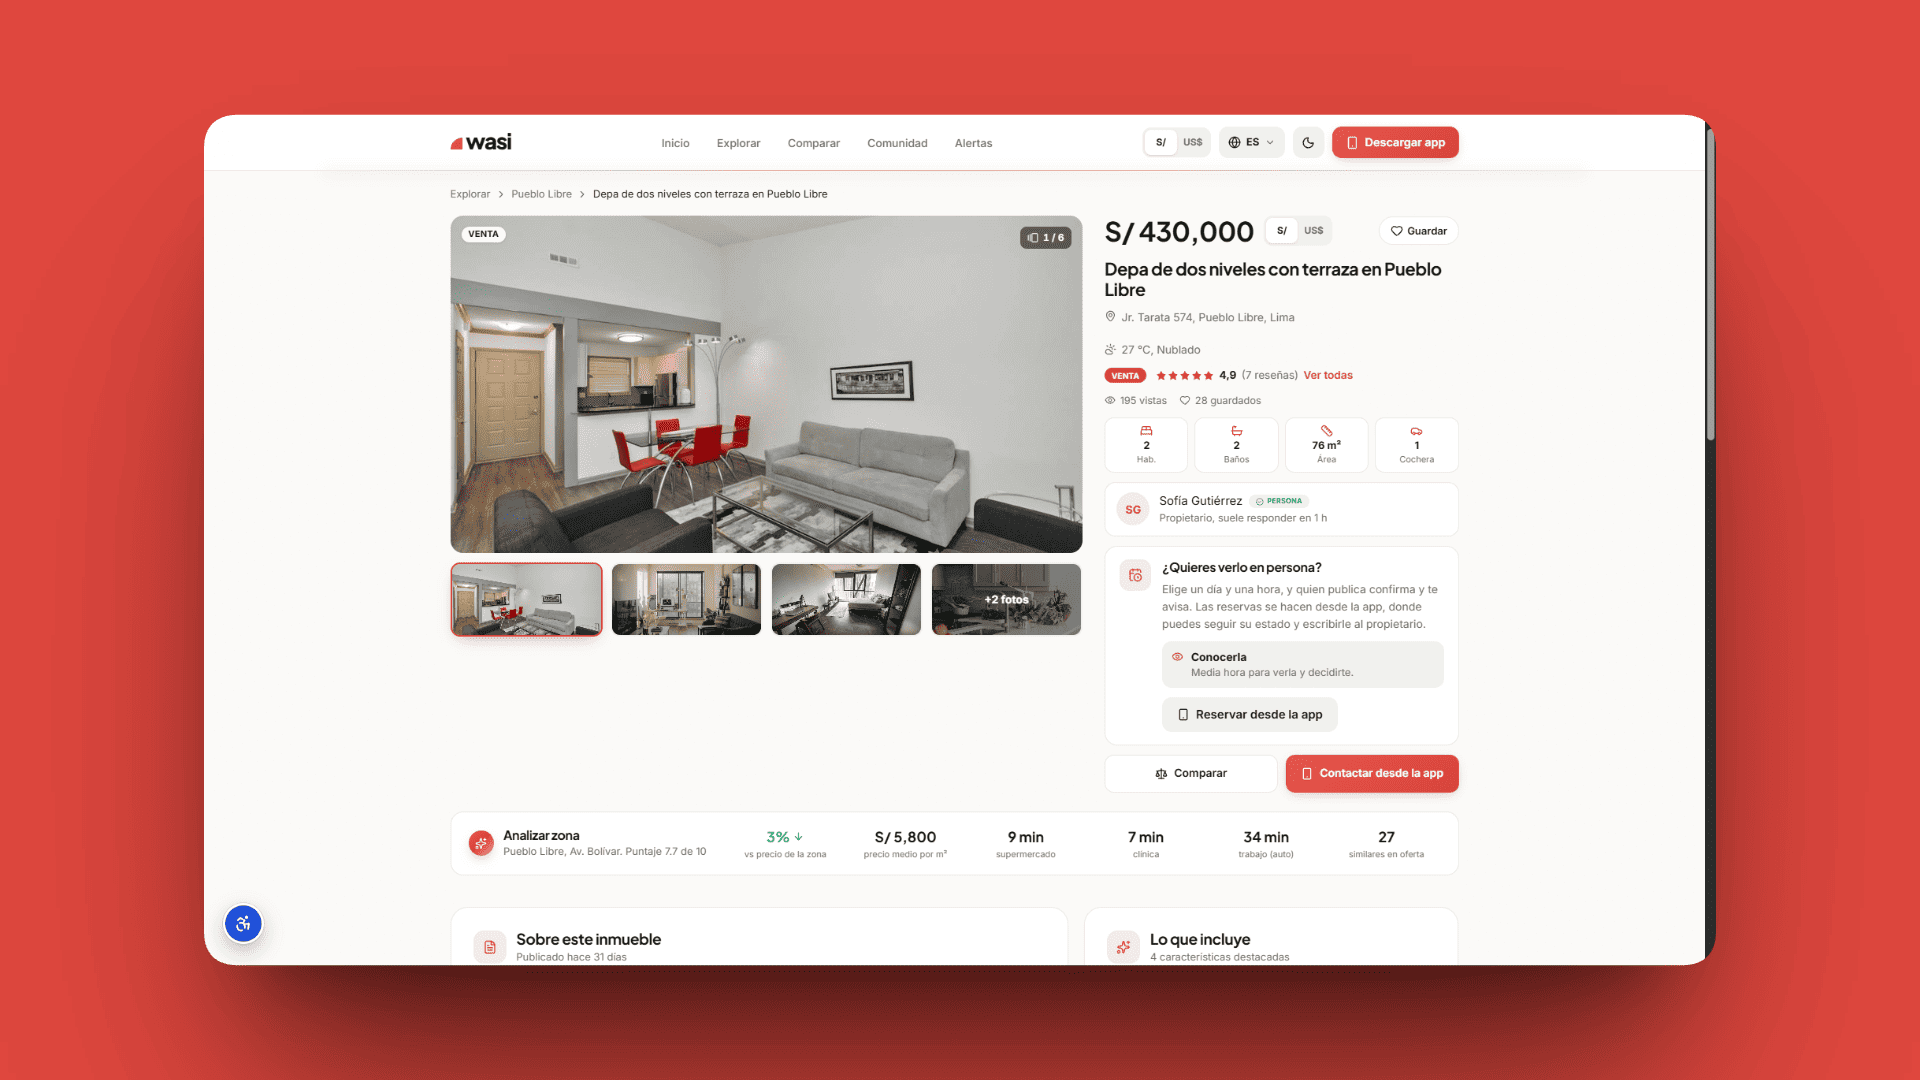 wasi
Inicio
Explorar
Comparar
Comunidad
Alertas
S/ US$
ES
Descargar app
Explorar > Pueblo Libre > Depa de dos niveles con terraza en Pueblo Libre
VENTA
1 / 6
+2 fotos
S/ 430,000
S/ US$
Guardar
Depa de dos niveles con terraza en Pueblo
Libre
Jr. Tarata 574, Pueblo Libre, Lima
27 °C, Nublado
VENTA
4,9 (7 reseñas) Ver todas
195 vistas
28 guardados
2
Hab.
2
Baños
76 m²
Área
1
Cochera
SG
Sofía Gutiérrez
PERSONA
Propietario, suele responder en 1 h
¿Quieres verlo en persona?
Elige un día y una hora, y quien publica confirma y te
avisa. Las reservas se hacen desde la app, donde
puedes seguir su estado y escribirle al propietario.
Conocerla
Media hora para verla y decidirte.
Reservar desde la app
Comparar
Contactar desde la app
Analizar zona
Pueblo Libre, Av. Bolívar. Puntaje 7.7 de 10
3% ↓
vs precio de la zona
S/ 5,800
precio medio por m²
9 min
supermercado
7 min
clínica
34 min
trabajo (auto)
27
similares en oferta
Sobre este inmueble
Publicado hace 31 días
Lo que incluye
4 características destacadas